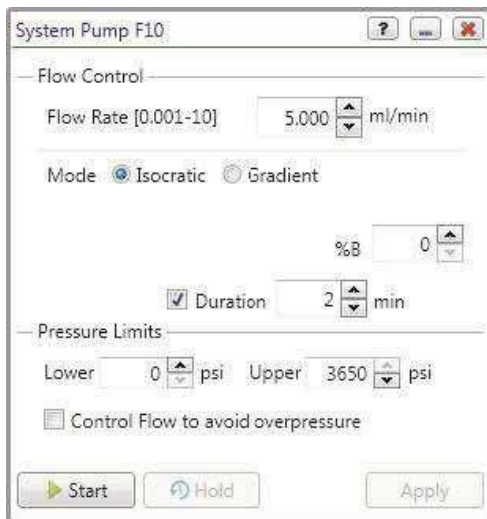 System Pump F10 ?
Flow Control
Flow Rate [0.001-10] 5.000 ml/min
Mode Isocratic Gradient
%B 0
Duration 2 min
Pressure Limits
Lower 0 psi Upper 3650 psi
Control Flow to avoid overpressure
Start Hold Apply